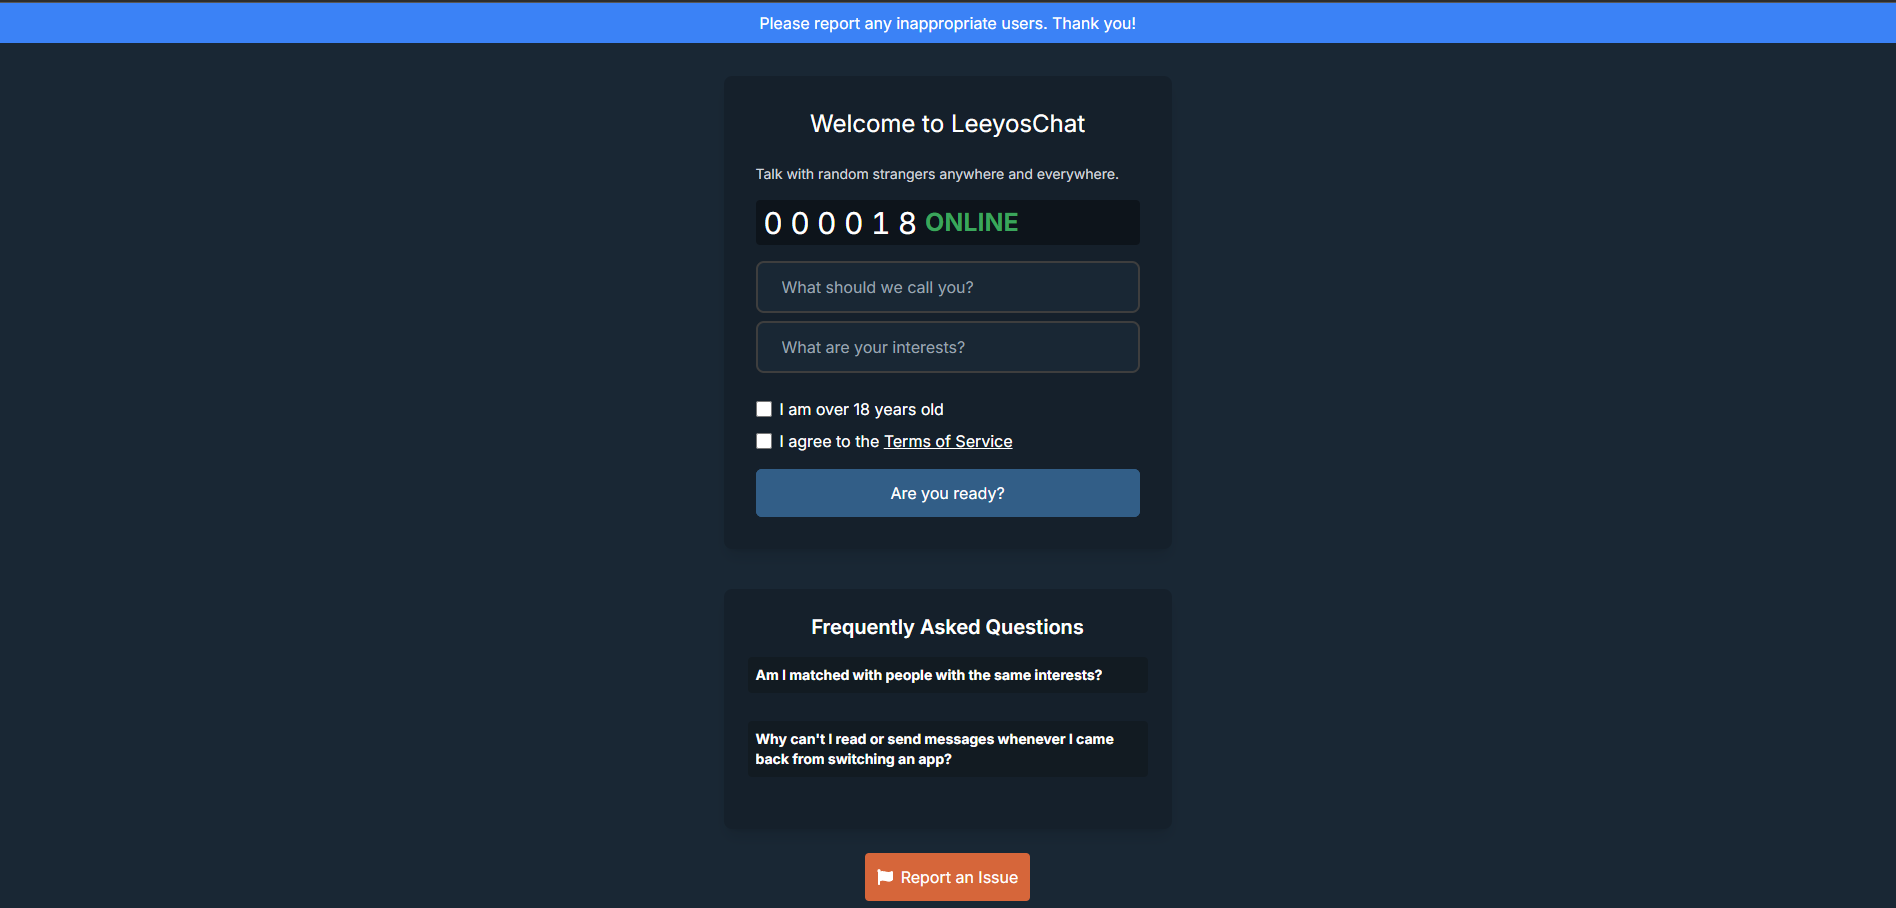 Please report any inappropriate users. Thank you!
Welcome to LeeyosChat
Talk with random strangers anywhere and everywhere.
0 0 0 0 1 8 ONLINE
What should we call you?
What are your interests?
I am over 18 years old
I agree to the Terms of Service
Are you ready?
Frequently Asked Questions
Am I matched with people with the same interests?
Why can't I read or send messages whenever I came
back from switching an app?
Report an Issue